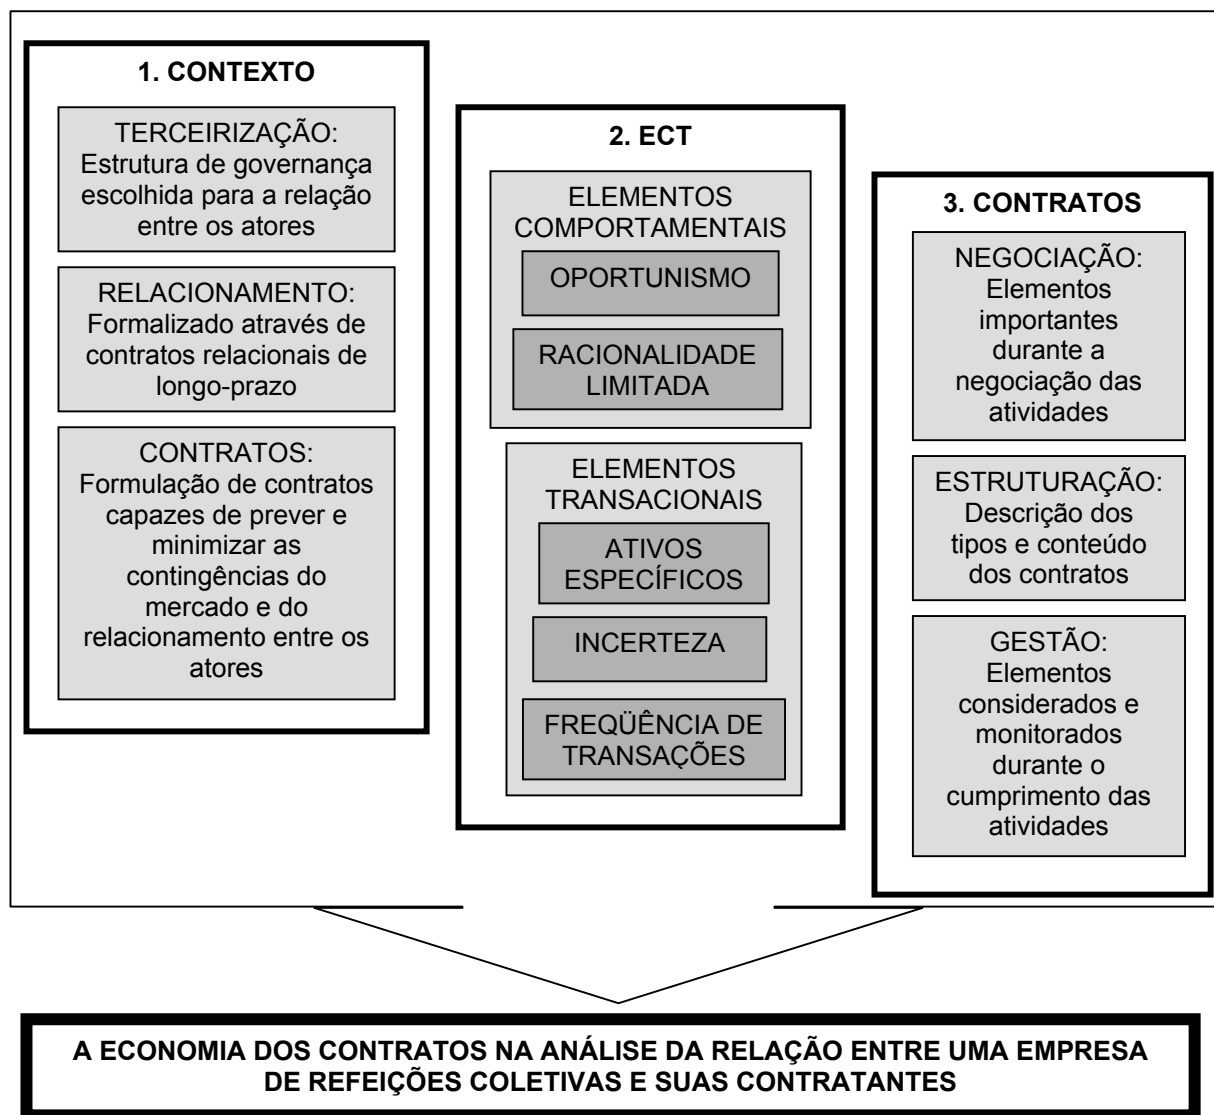 1. CONTEXTO
TERCEIRIZAÇÃO:
Estrutura de governança
escolhida para a relação
entre os atores
RELACIONAMENTO:
Formalizado através de
contratos relacionais de
longo-prazo
CONTRATOS:
Formulação de contratos
capazes de prever e
minimizar as
contingências do
mercado e do
relacionamento entre os
atores
2. ECT
ELEMENTOS
COMPORTAMENTAIS
OPORTUNISMO
RACIONALIDADE
LIMITADA
ELEMENTOS
TRANSACIONAIS
ATIVOS
ESPECÍFICOS
INCERTEZA
FREQÜÊNCIA DE
TRANSAÇÕES
3. CONTRATOS
NEGOCIAÇÃO:
Elementos
importantes
durante a
negociação das
atividades
ESTRUTURAÇÃO:
Descrição dos
tipos e conteúdo
dos contratos
GESTÃO:
Elementos
considerados e
monitorados
durante o
cumprimento das
atividades
A ECONOMIA DOS CONTRATOS NA ANÁLISE DA RELAÇÃO ENTRE UMA EMPRESA
DE REFEIÇÕES COLETIVAS E SUAS CONTRATANTES